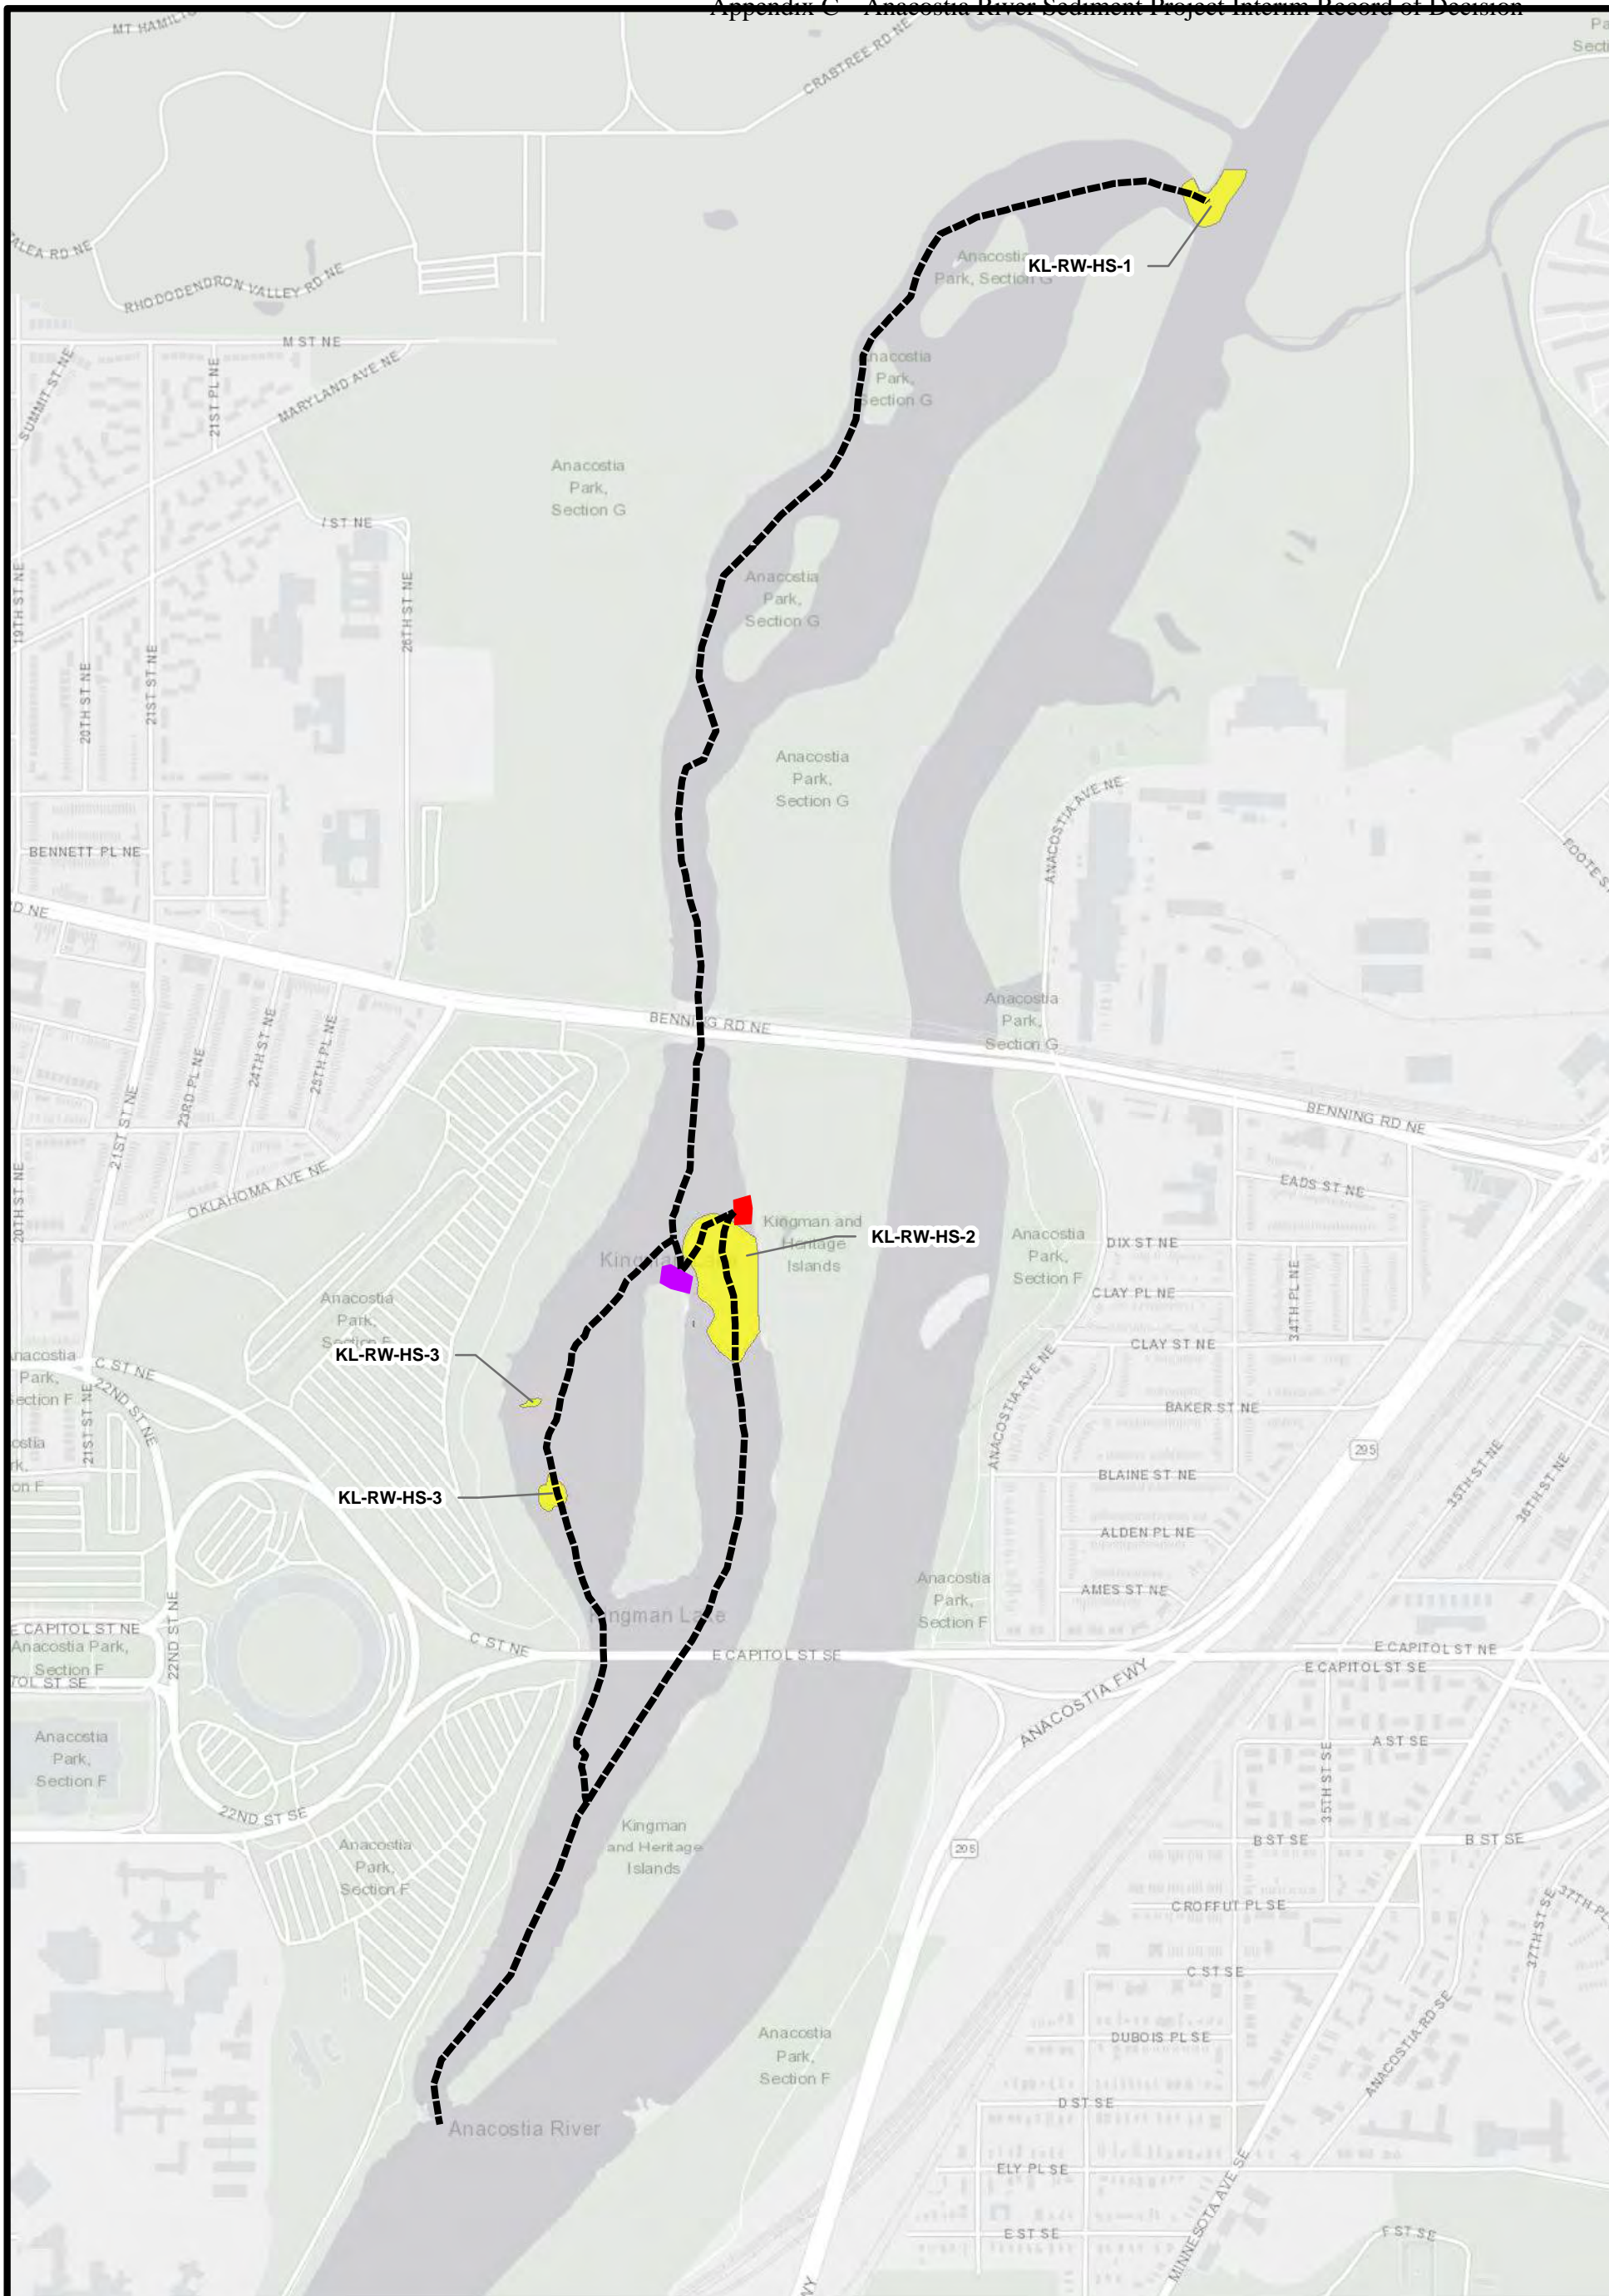 Appendix C – Anacostia River Sediment Project Interim Record of Decision
CRABTREE RD NE
KL-RW-HS-1
Anacostia
Park, Section G
RHODODENDRON VALLEY RD NE
M ST NE
SUMMIT ST NE
21ST PL NE
MARYLAND AVE NE
Anacostia
Park,
Section G
Anacostia
Park,
Section G
I ST NE
19TH ST NE
26TH ST NE
Anacostia
Park,
Section G
20TH ST NE
21ST ST NE
Anacostia
Park,
Section G
ANACOSTIA AVE NE
BENNETT PL NE
Anacostia
Park,
Section G
BENNING RD NE
24TH ST NE
25TH PL NE
23RD PL NE
21ST ST NE
BENNING RD NE
OKLAHOMA AVE NE
20TH ST NE
EADS ST NE
Kingman and
Heritage
Islands
KL-RW-HS-2
Anacostia
Park,
Section F
DIX ST NE
Kingman Lake
CLAY PL NE
34TH PL NE
Anacostia
Park,
Section F
KL-RW-HS-3
CLAY ST NE
Anacostia
Park,
Section F
C ST NE
22ND ST NE
21ST ST NE
ANACOSTIA AVE NE
BAKER ST NE
295
BLAINE ST NE
35TH ST NE
36TH ST NE
KL-RW-HS-3
ALDEN PL NE
Anacostia
Park,
Section F
AMES ST NE
Kingman Lake
E CAPITOL ST NE
Anacostia Park,
Section F
22ND ST NE
C ST NE
E CAPITOL ST SE
E CAPITOL ST NE
E CAPITOL ST SE
ANACOSTIA FWY
Anacostia
Park,
Section F
A ST SE
35TH ST SE
22ND ST SE
Kingman
and Heritage
Islands
Anacostia
Park,
Section F
295
B ST SE
B ST SE
CROFFUT PL SE
37TH ST SE
C ST SE
Anacostia
Park,
Section F
DUBOIS PL SE
ANACOSTIA RD SE
D ST SE
Anacostia River
ELY PL SE
MINNESOTA AVE SE
E ST SE
F ST SE